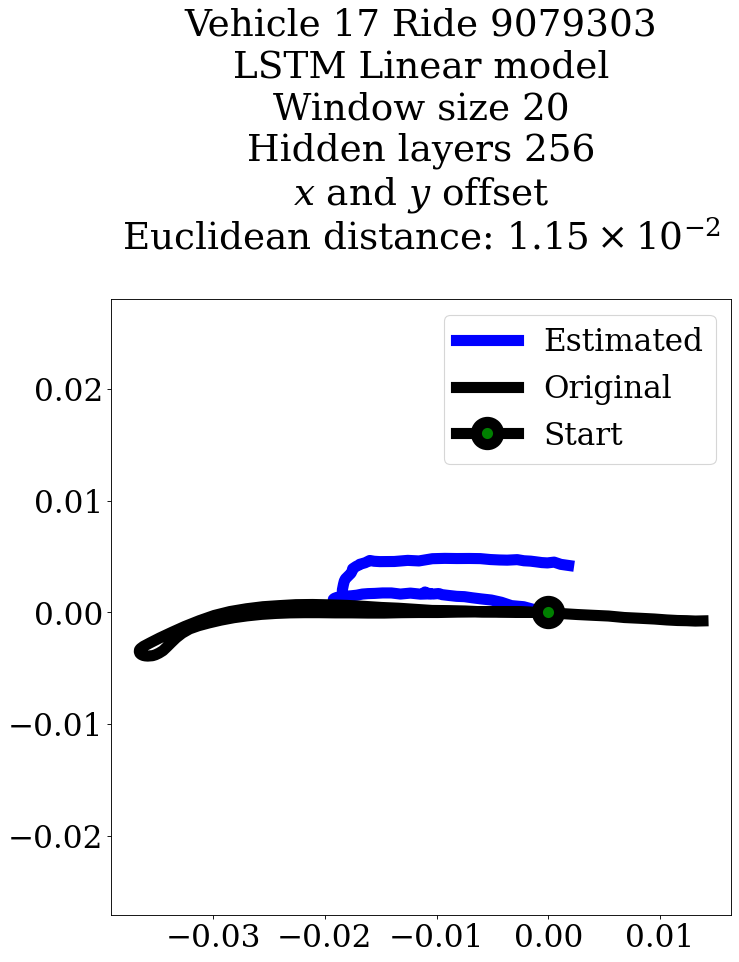 Vehicle 17 Ride 9079303
LSTM Linear model
Window size 20
Hidden layers 256
x and y offset
Euclidean distance: 1.15 × 10⁻²
Estimated
Original
Start
0.02
0.01
0.00
−0.01
−0.02
−0.03 −0.02 −0.01 0.00 0.01